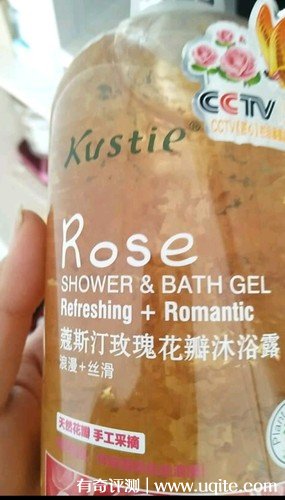 CCTV
Kustie®
Rose
SHOWER & BATH GEL
Refreshing + Romantic
蔻斯汀玫瑰花瓣沐浴露
浪漫+丝滑
天然花瓣 手工采摘
有奇评测 | www.uqite.com